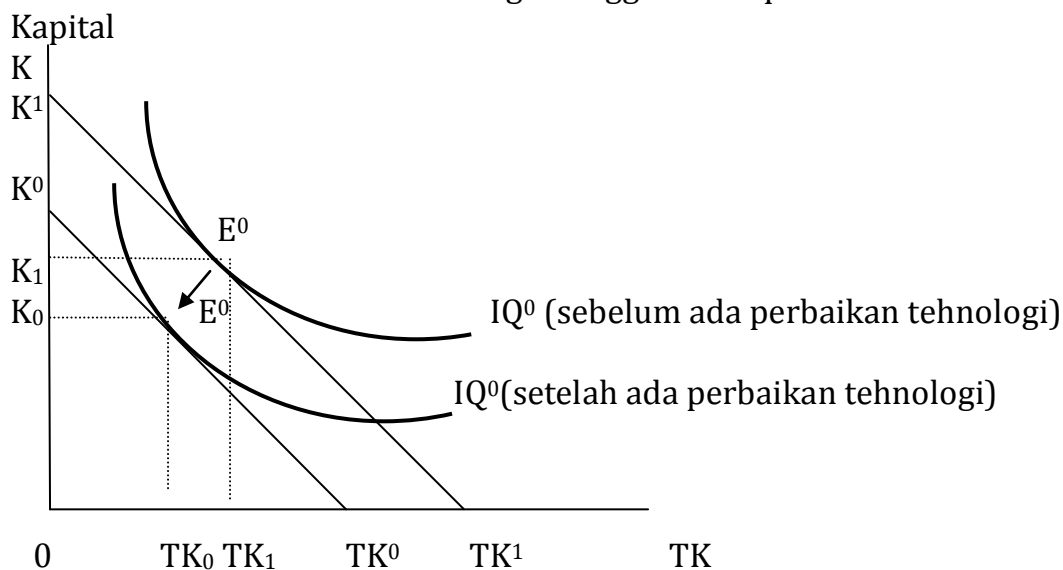 Kapital
K
K¹
K⁰
E⁰
K₁
K₀
E⁰
IQ⁰ (sebelum ada perbaikan tehnologi)
IQ⁰(setelah ada perbaikan tehnologi)
0 TK₀ TK₁ TK⁰ TK¹ TK